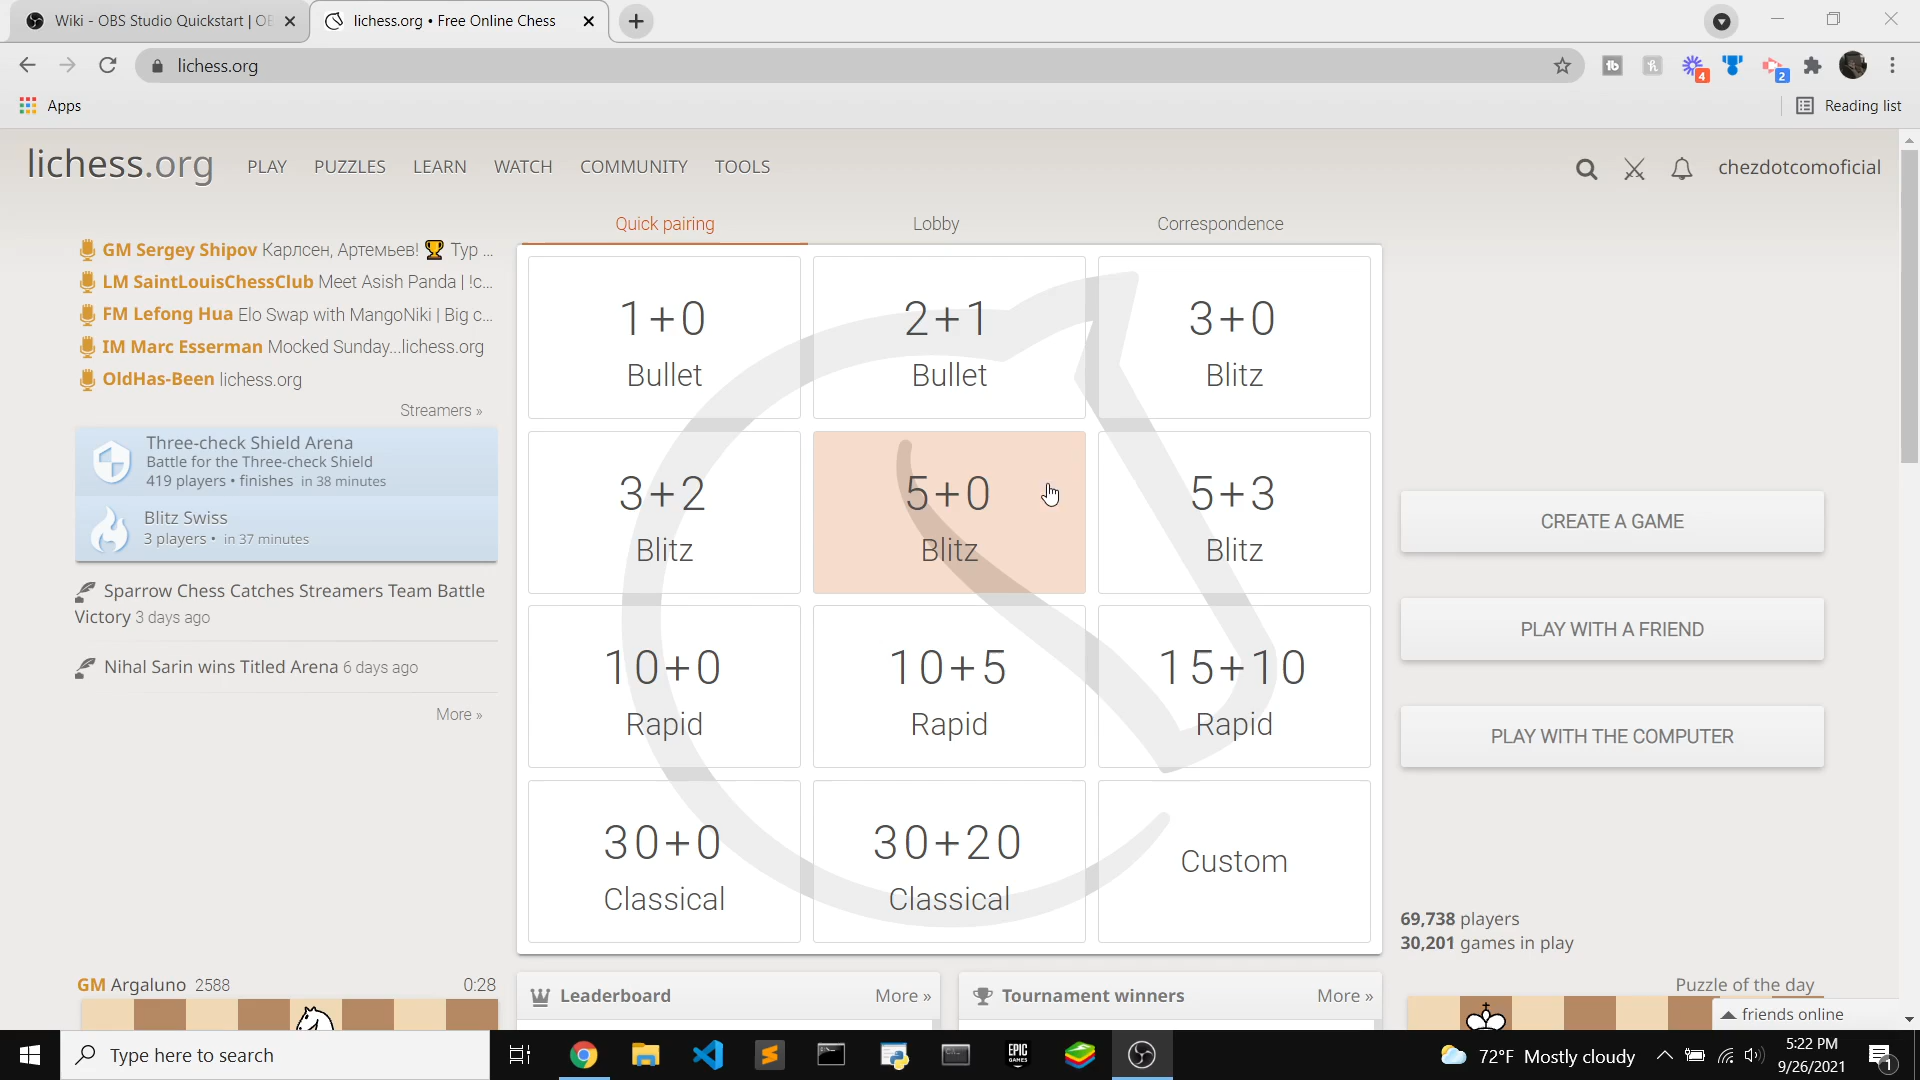 Wiki - OBS Studio Quickstart | OB
lichess.org • Free Online Chess
lichess.org
4
2
Apps
Reading list
lichess.org
PLAY
PUZZLES
LEARN
WATCH
COMMUNITY
TOOLS
chezdotcomoficial
Quick pairing
Lobby
Correspondence
GM Sergey Shipov Карлсен, Артемьев! 🏆 Тур ...
LM SaintLouisChessClub Meet Asish Panda | !c...
FM Lefong Hua Elo Swap with MangoNiki | Big c...
IM Marc Esserman Mocked Sunday...lichess.org
OldHas-Been lichess.org
Streamers »
Three-check Shield Arena
Battle for the Three-check Shield
419 players • finishes in 38 minutes
Blitz Swiss
3 players • in 37 minutes
Sparrow Chess Catches Streamers Team Battle
Victory 3 days ago
Nihal Sarin wins Titled Arena 6 days ago
More »
1+0
Bullet
2+1
Bullet
3+0
Blitz
3+2
Blitz
5+0
Blitz
5+3
Blitz
10+0
Rapid
10+5
Rapid
15+10
Rapid
30+0
Classical
30+20
Classical
Custom
CREATE A GAME
PLAY WITH A FRIEND
PLAY WITH THE COMPUTER
69,738 players
30,201 games in play
GM Argaluno 2588
0:28
Leaderboard
More »
Tournament winners
More »
Puzzle of the day
friends online
Type here to search
EPIC
GAMES
72°F Mostly cloudy
5:22 PM
9/26/2021
1